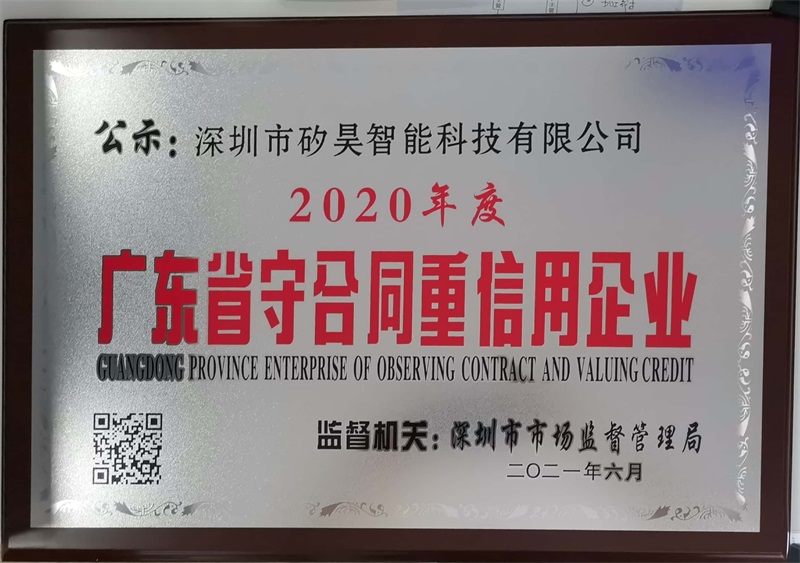 公示：深圳市矽昊智能科技有限公司
2020年度
广东省守合同重信用企业
GUANGDONG PROVINCE ENTERPRISE OF OBSERVING CONTRACT AND VALUING CREDIT
监督机关：深圳市市场监督管理局
二〇二一年六月